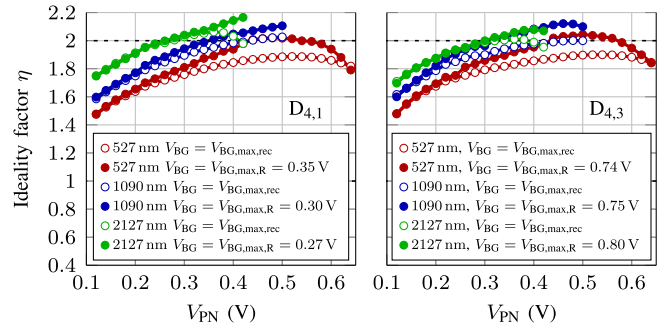 2.2
2
1.8
1.6
1.4
1.2
1
0.8
0.6
0.4
Ideality factor η
D4,1
527 nm VBG = VBG,max,rec
527 nm VBG = VBG,max,R = 0.35 V
1090 nm VBG = VBG,max,rec
1090 nm VBG = VBG,max,R = 0.30 V
2127 nm VBG = VBG,max,rec
2127 nm VBG = VBG,max,R = 0.27 V
0.1 0.2 0.3 0.4 0.5 0.6
VPN (V)
D4,3
527 nm, VBG = VBG,max,rec
527 nm, VBG = VBG,max,R = 0.74 V
1090 nm, VBG = VBG,max,rec
1090 nm, VBG = VBG,max,R = 0.75 V
2127 nm, VBG = VBG,max,rec
2127 nm, VBG = VBG,max,R = 0.80 V
0.1 0.2 0.3 0.4 0.5 0.6
VPN (V)